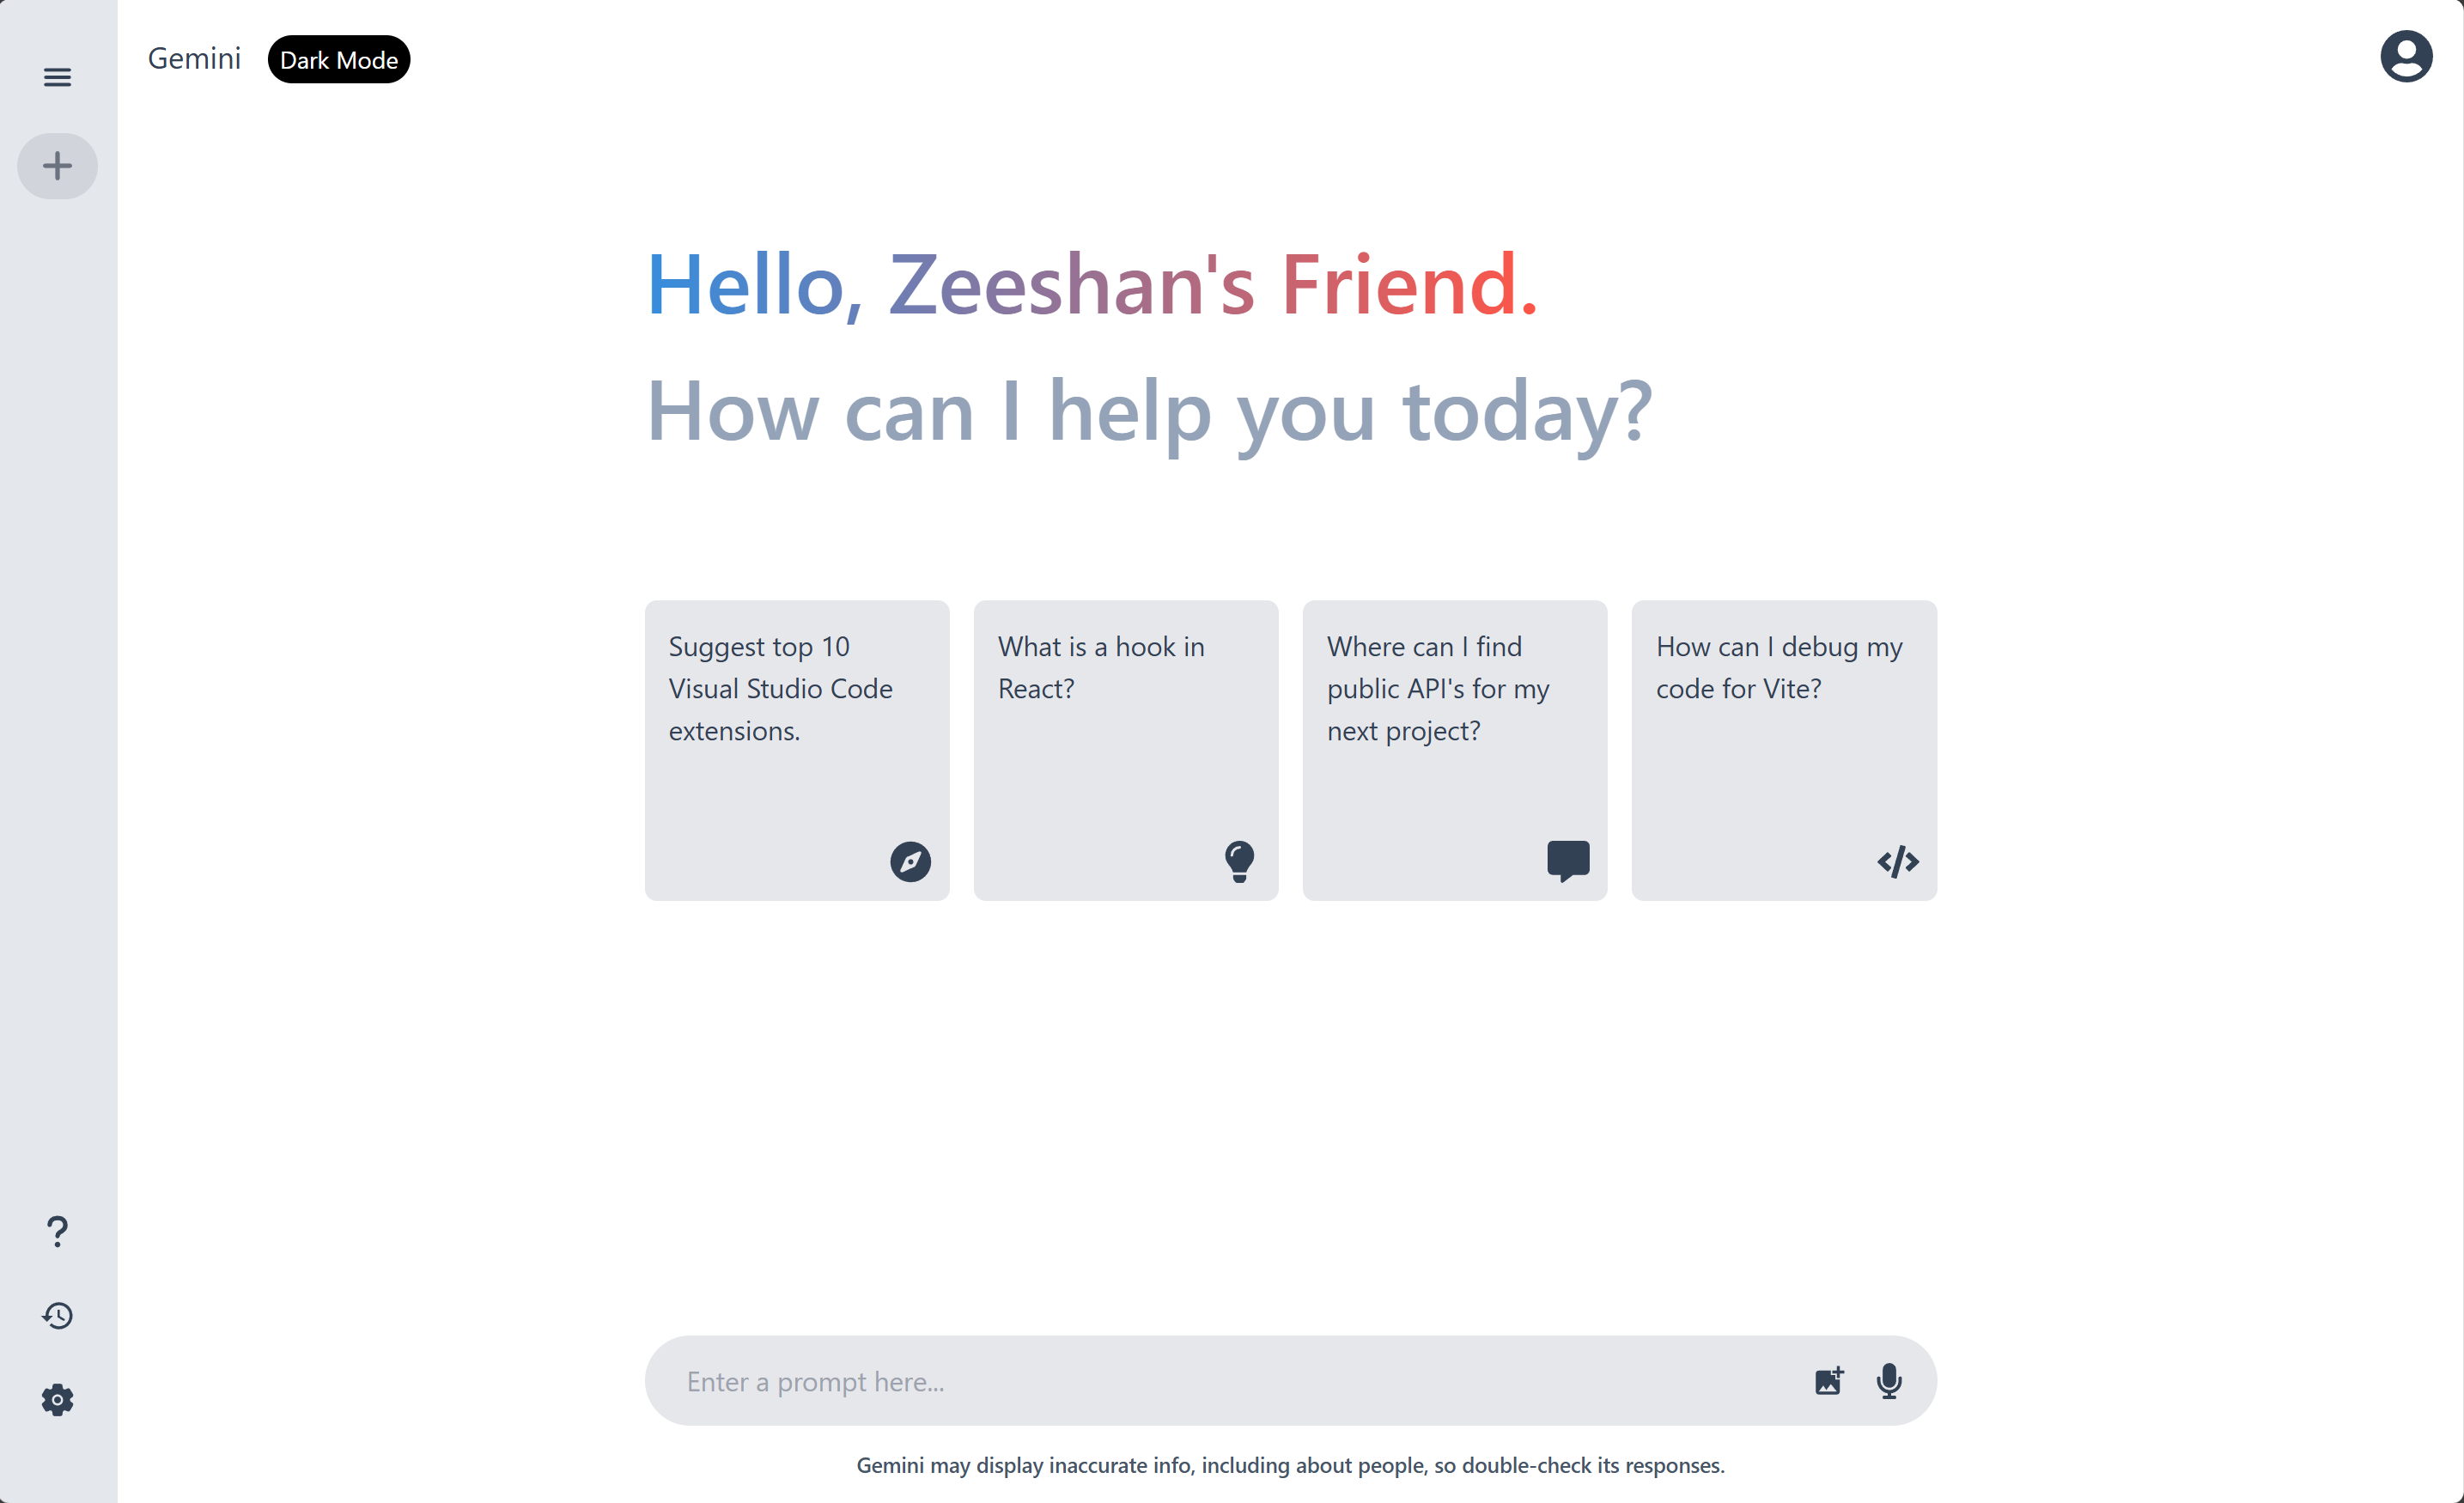 Gemini
Dark Mode
Hello, Zeeshan's Friend.
How can I help you today?
Suggest top 10
Visual Studio Code
extensions.
What is a hook in
React?
Where can I find
public API's for my
next project?
How can I debug my
code for Vite?
Enter a prompt here...
Gemini may display inaccurate info, including about people, so double-check its responses.